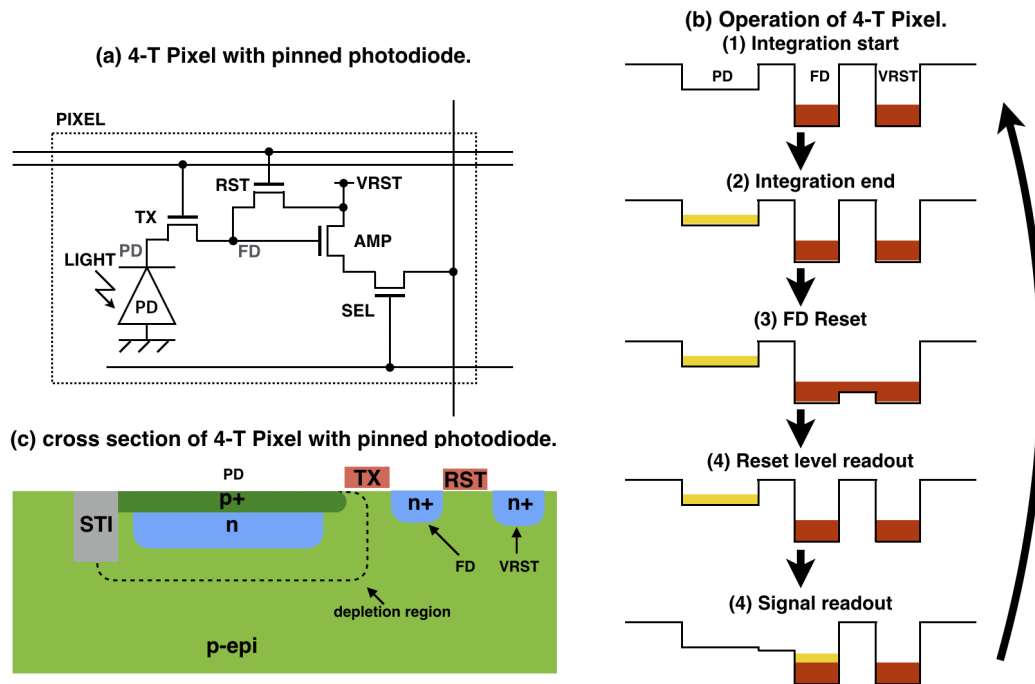 (a) 4-T Pixel with pinned photodiode.
PIXEL
RST
VRST
TX
AMP
PD
FD
LIGHT
PD
SEL
(b) Operation of 4-T Pixel.
(1) Integration start
PD
FD
VRST
(2) Integration end
(3) FD Reset
(4) Reset level readout
(4) Signal readout
(c) cross section of 4-T Pixel with pinned photodiode.
PD
TX
RST
p+
STI
n
n+
n+
FD
VRST
depletion region
p-epi